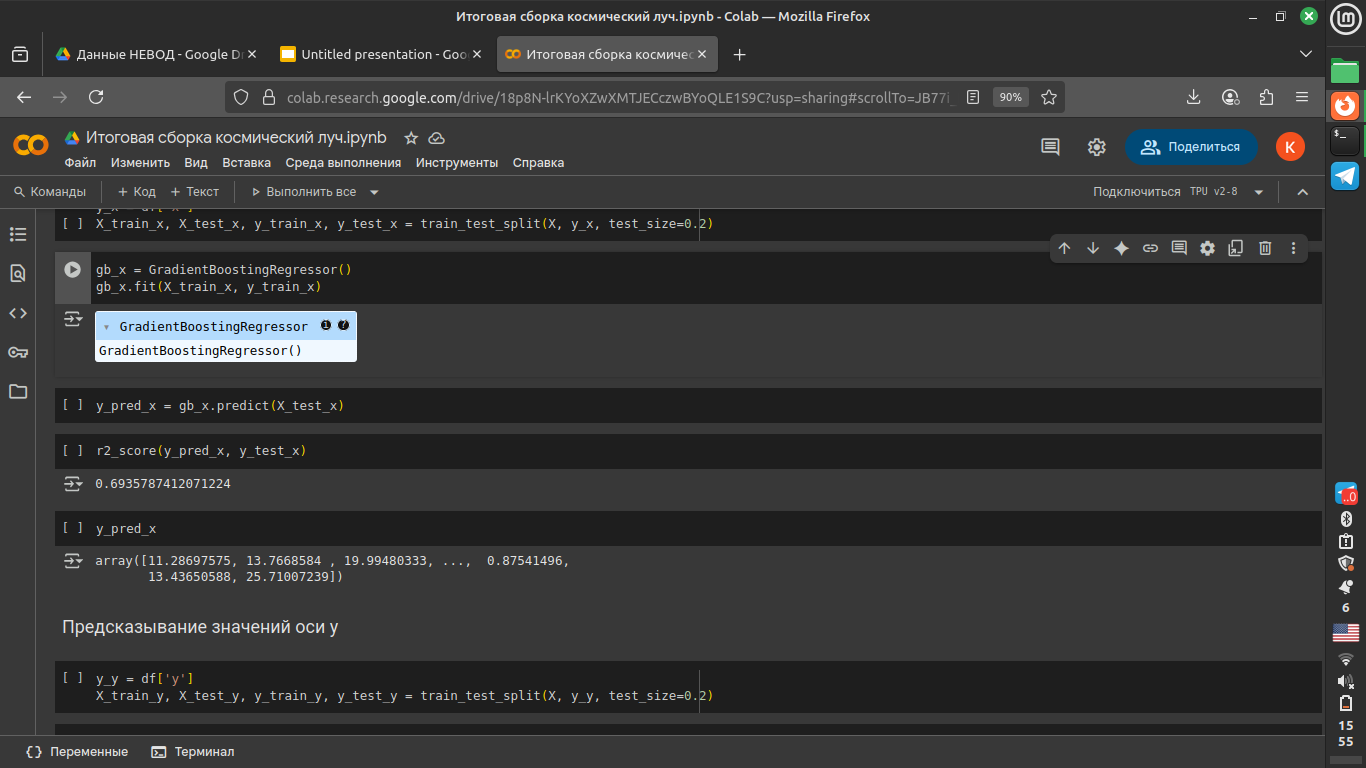 Итоговая сборка космический луч.ipynb - Colab — Mozilla Firefox
Данные НЕВОД - Google D
Untitled presentation - Goo
Итоговая сборка космичес
colab.research.google.com/drive/18p8N-lrKYoXZwXMTJECczwBYoQLE1S9C?usp=sharing#scrollTo=JB77i_
90%
Итоговая сборка космический луч.ipynb
Файл Изменить Вид Вставка Среда выполнения Инструменты Справка
Поделиться
K
Команды + Код + Текст Выполнить все
Подключиться TPU v2-8
[ ] X_train_x, X_test_x, y_train_x, y_test_x = train_test_split(X, y_x, test_size=0.2)
gb_x = GradientBoostingRegressor()
gb_x.fit(X_train_x, y_train_x)
GradientBoostingRegressor i ?
GradientBoostingRegressor()
[ ] y_pred_x = gb_x.predict(X_test_x)
[ ] r2_score(y_pred_x, y_test_x)
0.6935787412071224
[ ] y_pred_x
array([11.28697575, 13.7668584 , 19.99480333, ...,  0.87541496,
13.43650588, 25.71007239])
Предсказывание значений оси y
[ ] y_y = df['y']
X_train_y, X_test_y, y_train_y, y_test_y = train_test_split(X, y_y, test_size=0.2)
Переменные Терминал
$_
..0
6
15
55